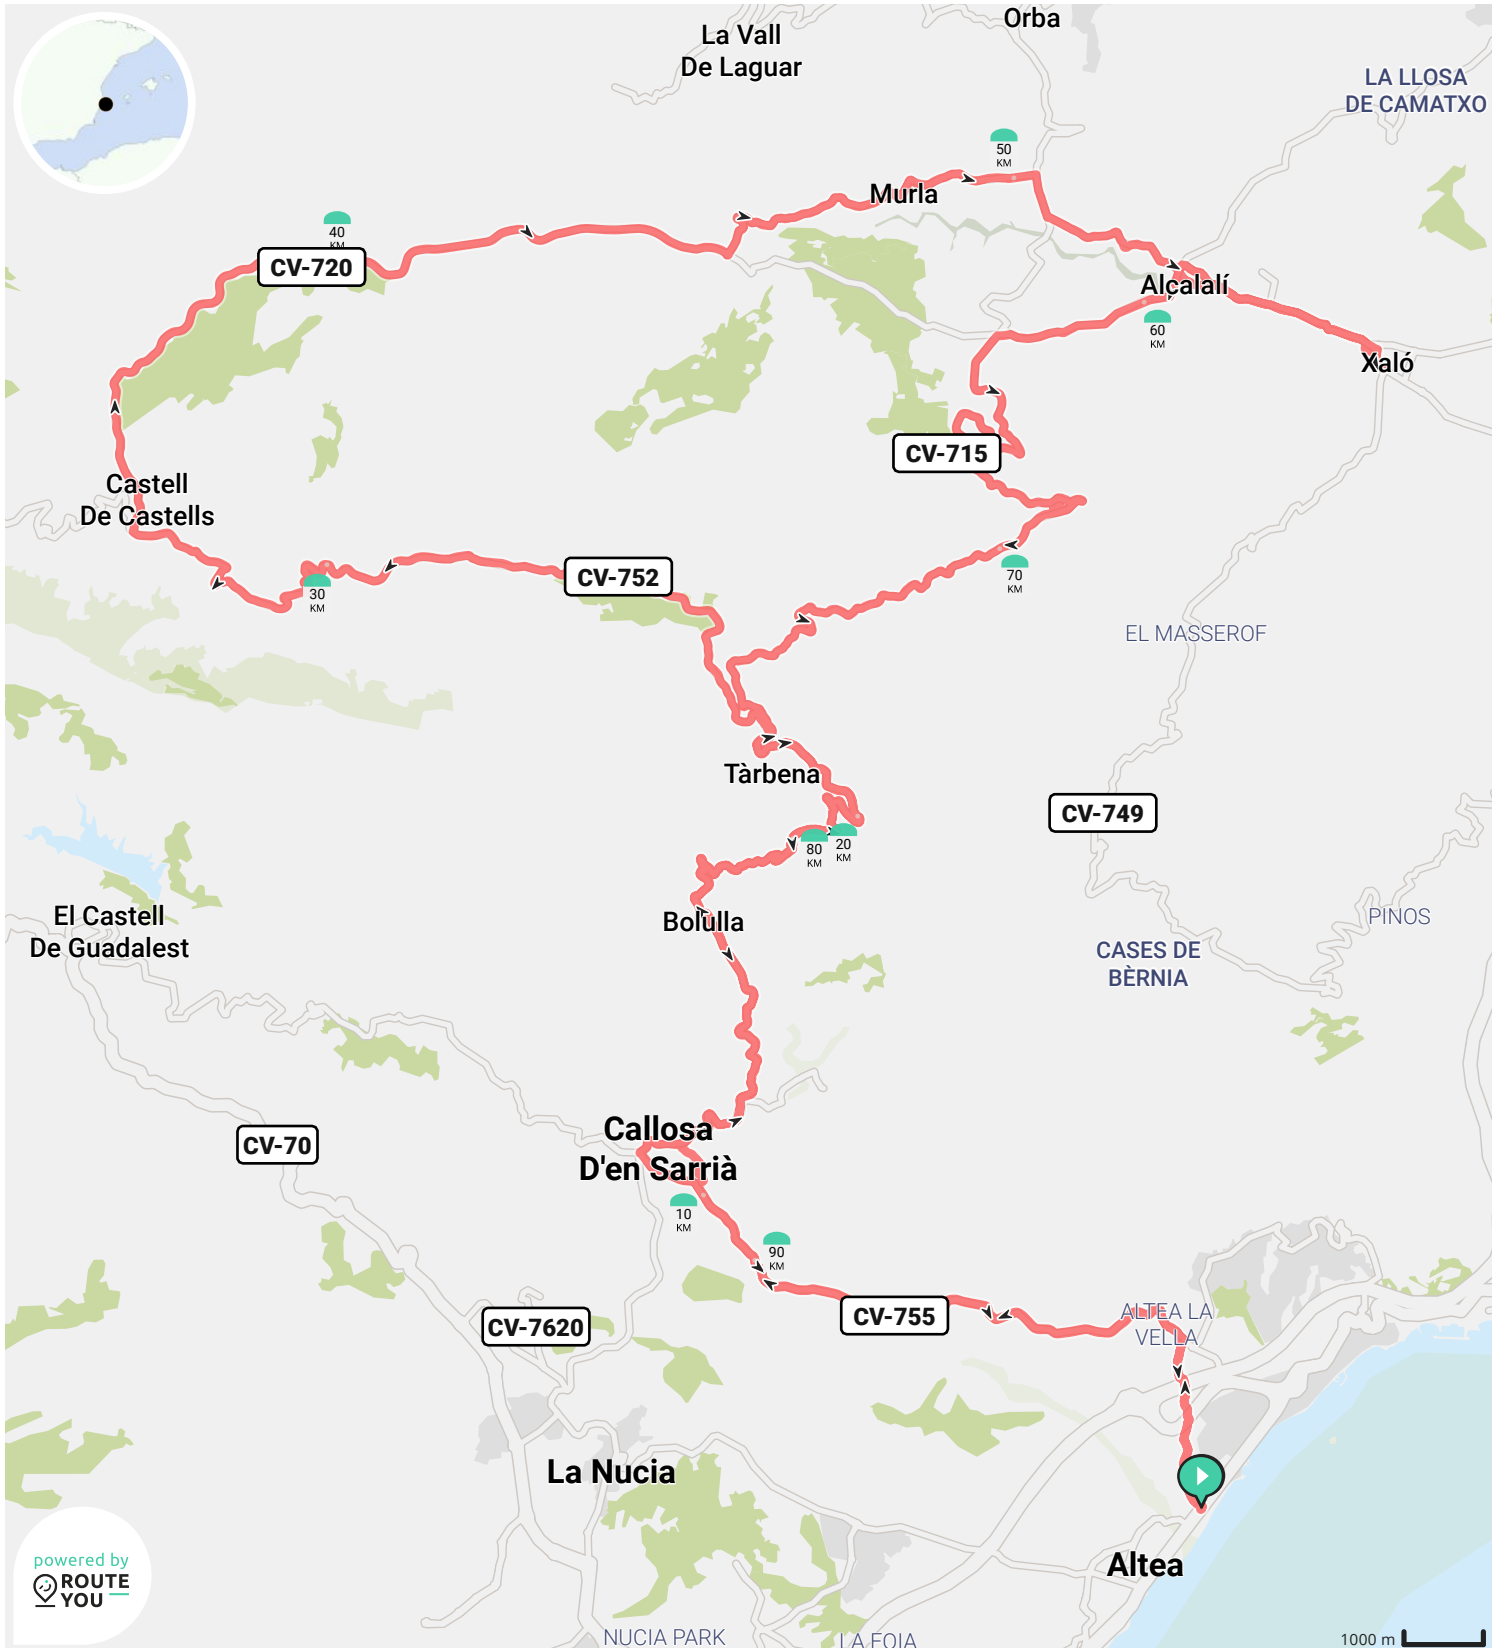 Orba
La Vall
De Laguar
LA LLOSA
DE CAMATXO
50
KM
Murla
40
KM
CV-720
Alcalalí
60
KM
Xaló
CV-715
Castell
De Castells
CV-752
30
KM
70
KM
EL MASSEROF
Tàrbena
CV-749
80
KM
20
KM
El Castell
De Guadalest
Bolulla
PINOS
CASES DE
BÈRNIA
Callosa
D'en Sarrià
CV-70
10
KM
90
KM
CV-755
ALTEA LA
VELLA
CV-7620
La Nucia
Altea
powered by
ROUTE
YOU
NUCIA PARK
LA FOIA
1000 m